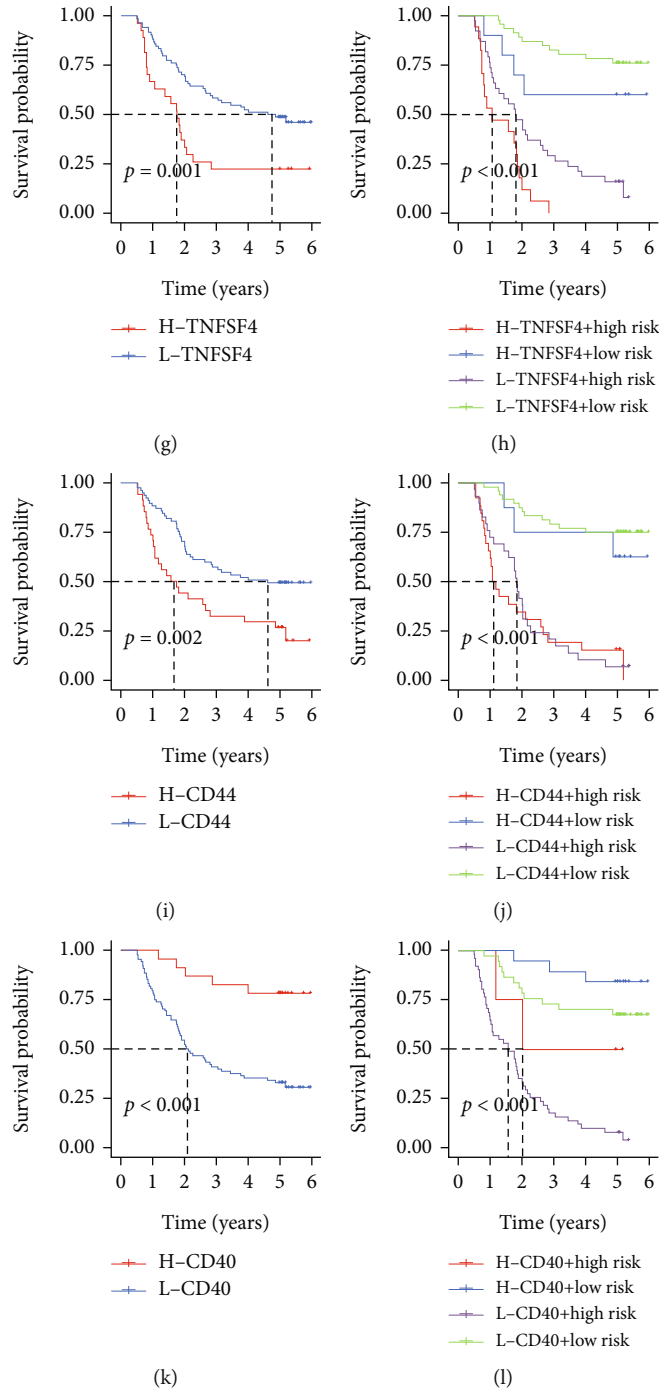 1.00
0.75
0.50
0.25
0.00
Survival probability
p = 0.001
0 1 2 3 4 5 6
Time (years)
H–TNFSF4
L–TNFSF4
(g)
1.00
0.75
0.50
0.25
0.00
Survival probability
p < 0.001
0 1 2 3 4 5 6
Time (years)
H–TNFSF4+high risk
H–TNFSF4+low risk
L–TNFSF4+high risk
L–TNFSF4+low risk
(h)
1.00
0.75
0.50
0.25
0.00
Survival probability
p = 0.002
0 1 2 3 4 5 6
Time (years)
H–CD44
L–CD44
(i)
1.00
0.75
0.50
0.25
0.00
Survival probability
p < 0.001
0 1 2 3 4 5 6
Time (years)
H–CD44+high risk
H–CD44+low risk
L–CD44+high risk
L–CD44+low risk
(j)
1.00
0.75
0.50
0.25
0.00
Survival probability
p < 0.001
0 1 2 3 4 5 6
Time (years)
H–CD40
L–CD40
(k)
1.00
0.75
0.50
0.25
0.00
Survival probability
p < 0.001
0 1 2 3 4 5 6
Time (years)
H–CD40+high risk
H–CD40+low risk
L–CD40+high risk
L–CD40+low risk
(l)